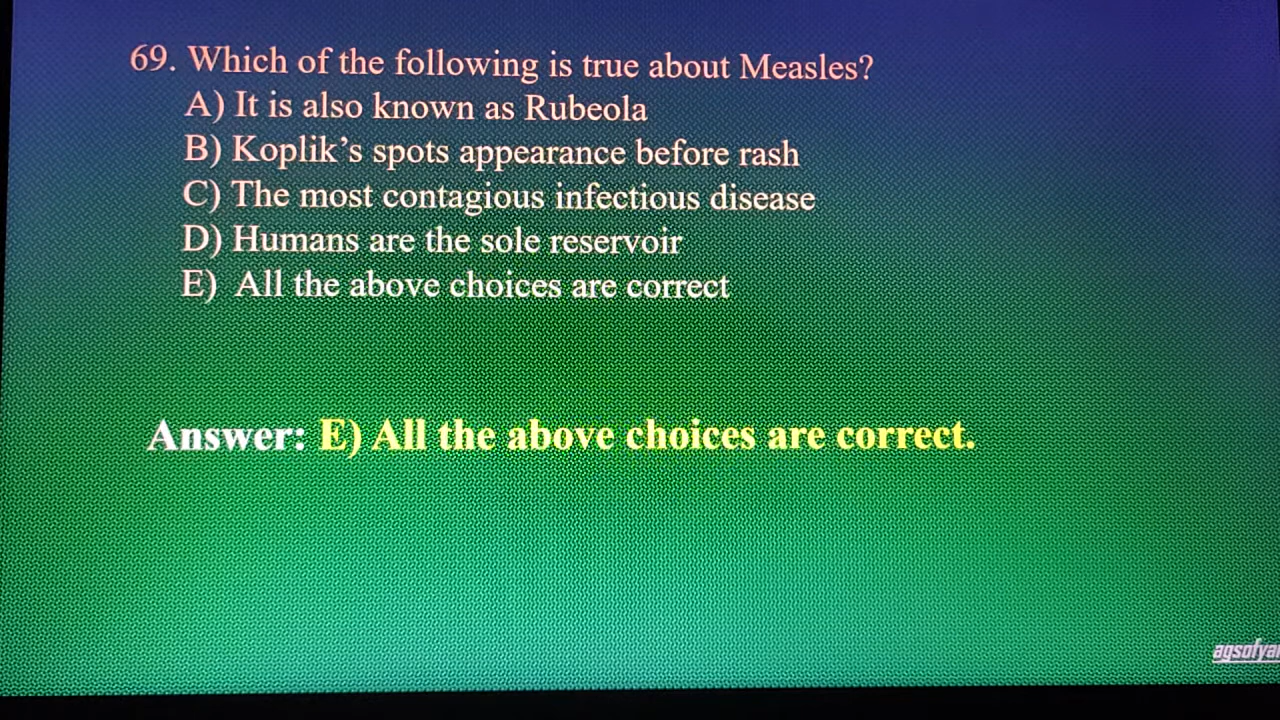 69. Which of the following is true about Measles?
A) It is also known as Rubeola
B) Koplik's spots appearance before rash
C) The most contagious infectious disease
D) Humans are the sole reservoir
E) All the above choices are correct
Answer: E) All the above choices are correct.